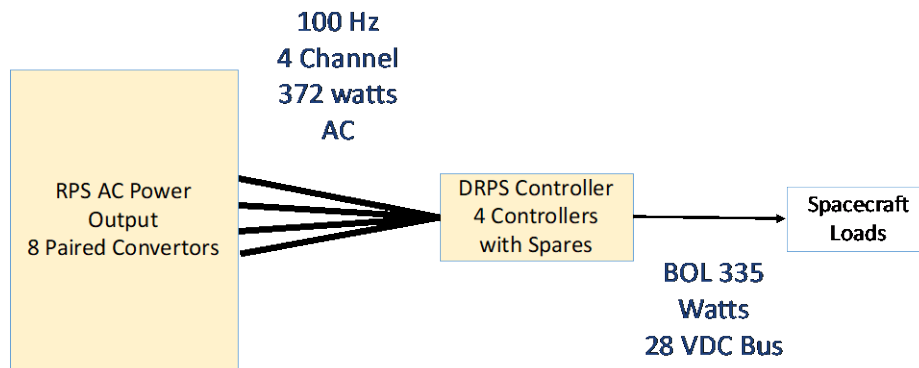 100 Hz
4 Channel
372 watts
AC
RPS AC Power
Output
8 Paired Convertors
DRPS Controller
4 Controllers
with Spares
Spacecraft
Loads
BOL 335
Watts
28 VDC Bus